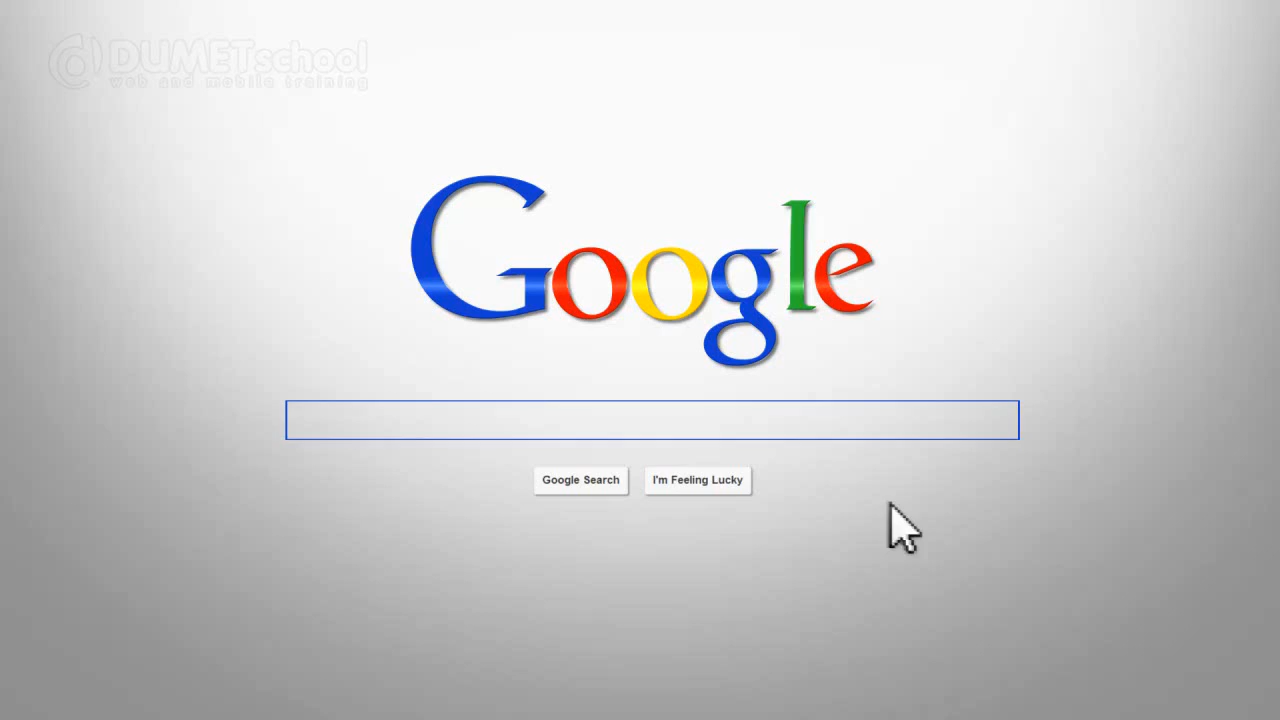 DUMETschool
web and mobile training
Google
Google Search
I'm Feeling Lucky